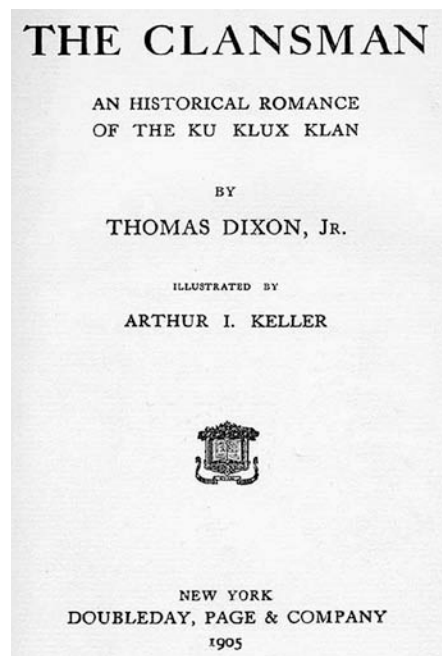 THE CLANSMAN
AN HISTORICAL ROMANCE
OF THE KU KLUX KLAN
BY
THOMAS DIXON, Jr.
ILLUSTRATED BY
ARTHUR I. KELLER
NEW YORK
DOUBLEDAY, PAGE & COMPANY
1905